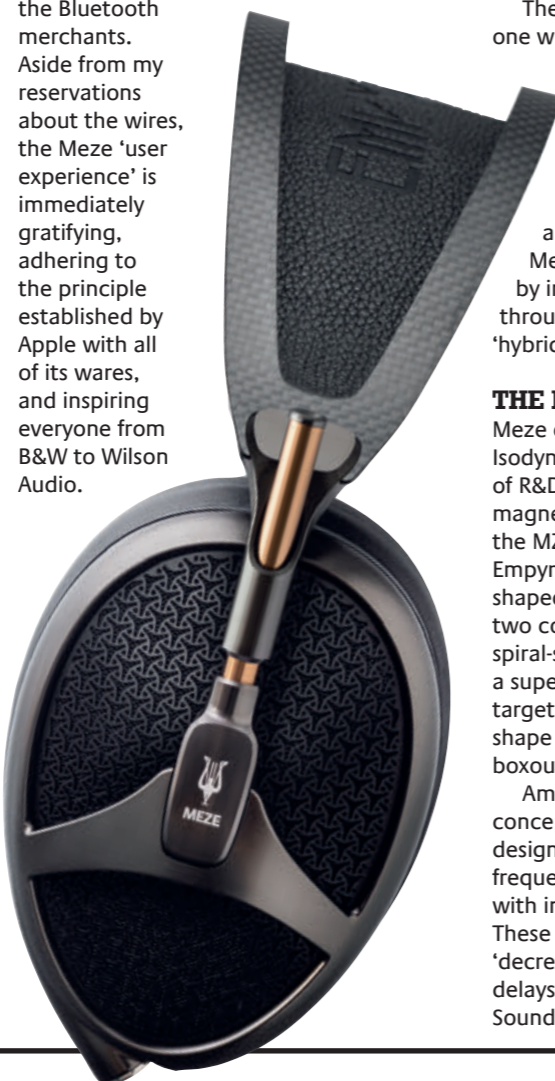 the Bluetooth
merchants.
Aside from my
reservations
about the wires,
the Meze ‘user
experience’ is
immediately
gratifying,
adhering to
the principle
established by
Apple with all
of its wares,
and inspiring
everyone from
B&W to Wilson
Audio.
MEZE
The
one w
a
Me
by i
throu
‘hybri
THE
Meze
Isodyn
of R&D
magne
the MZ
Empyr
shaped
two co
spiral-s
a supe
target
shape
boxou
Am
conce
design
freque
with i
These
‘decre
delays
Sound